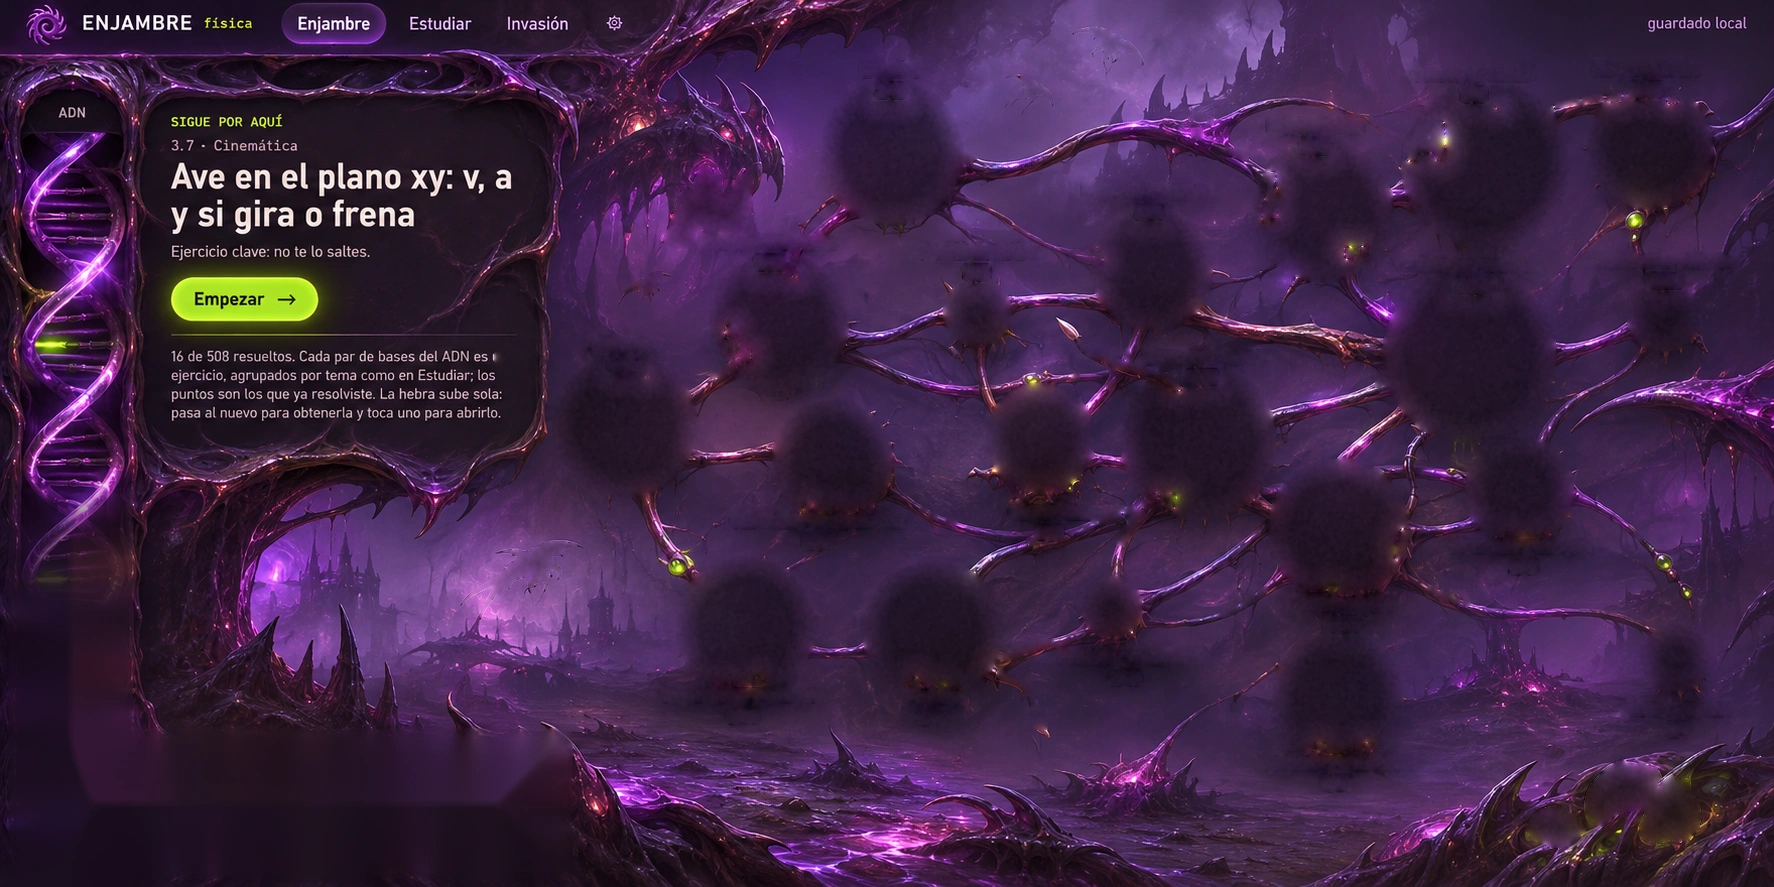 ENJAMBRE física Enjambre Estudiar Invasión guardado local
ADN
SIGUE POR AQUÍ
3.7 · Cinemática
Ave en el plano xy: v, a
y si gira o frena
Ejercicio clave: no te lo saltes.
Empezar →
16 de 508 resueltos. Cada par de bases del ADN es
ejercicio, agrupados por tema como en Estudiar; los
puntos son los que ya resolviste. La hebra sube sola:
pasa al nuevo para obtenerla y toca uno para abrirlo.